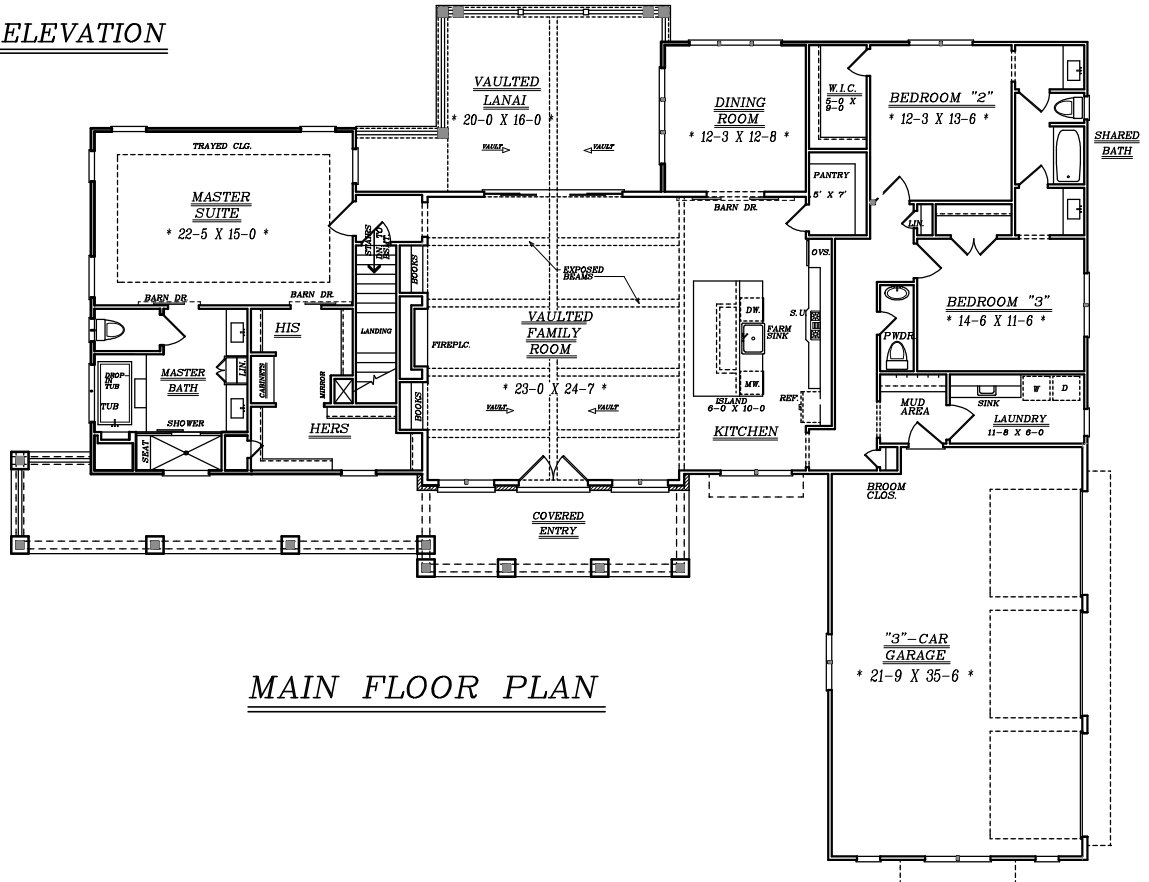 ELEVATION
VAULTED
LANAI
* 20-0 X 16-0 *
VAULT
VAULT
DINING
ROOM
* 12-3 X 12-8 *
W.I.C.
5-0 X
9-0
BEDROOM "2"
* 12-3 X 13-6 *
SHARED
BATH
TRAYED CLG.
MASTER
SUITE
* 22-5 X 15-0 *
PANTRY
5' X 7'
BARN DR.
LIN.
STAIRS
DN. TO
BSMT.
BOOKS
EXPOSED
BEAMS
OVS.
BARN DR.
BARN DR.
HIS
LANDING
FIREPLC.
VAULTED
FAMILY
ROOM
* 23-0 X 24-7 *
DW.
FARM
SINK
S.U.
PWDR.
BEDROOM "3"
* 14-6 X 11-6 *
DROP-
IN
TUB
TUB
MASTER
BATH
LIN.
CABINETS
MIRROR
MW.
ISLAND
6-0 X 10-0
REF.
MUD
AREA
SINK
W
D
LAUNDRY
11-8 X 6-0
VAULT
VAULT
BOOKS
SHOWER
SEAT
HERS
KITCHEN
BROOM
CLOS.
COVERED
ENTRY
"3"-CAR
GARAGE
* 21-9 X 35-6 *
MAIN FLOOR PLAN